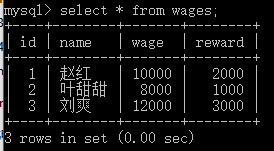 mysql> select * from wages;
| id | name | wage | reward |
| 1 | 赵红 | 10000 | 2000 |
| 2 | 叶甜甜 | 8000 | 1000 |
| 3 | 刘爽 | 12000 | 3000 |
3 rows in set (0.00 sec)